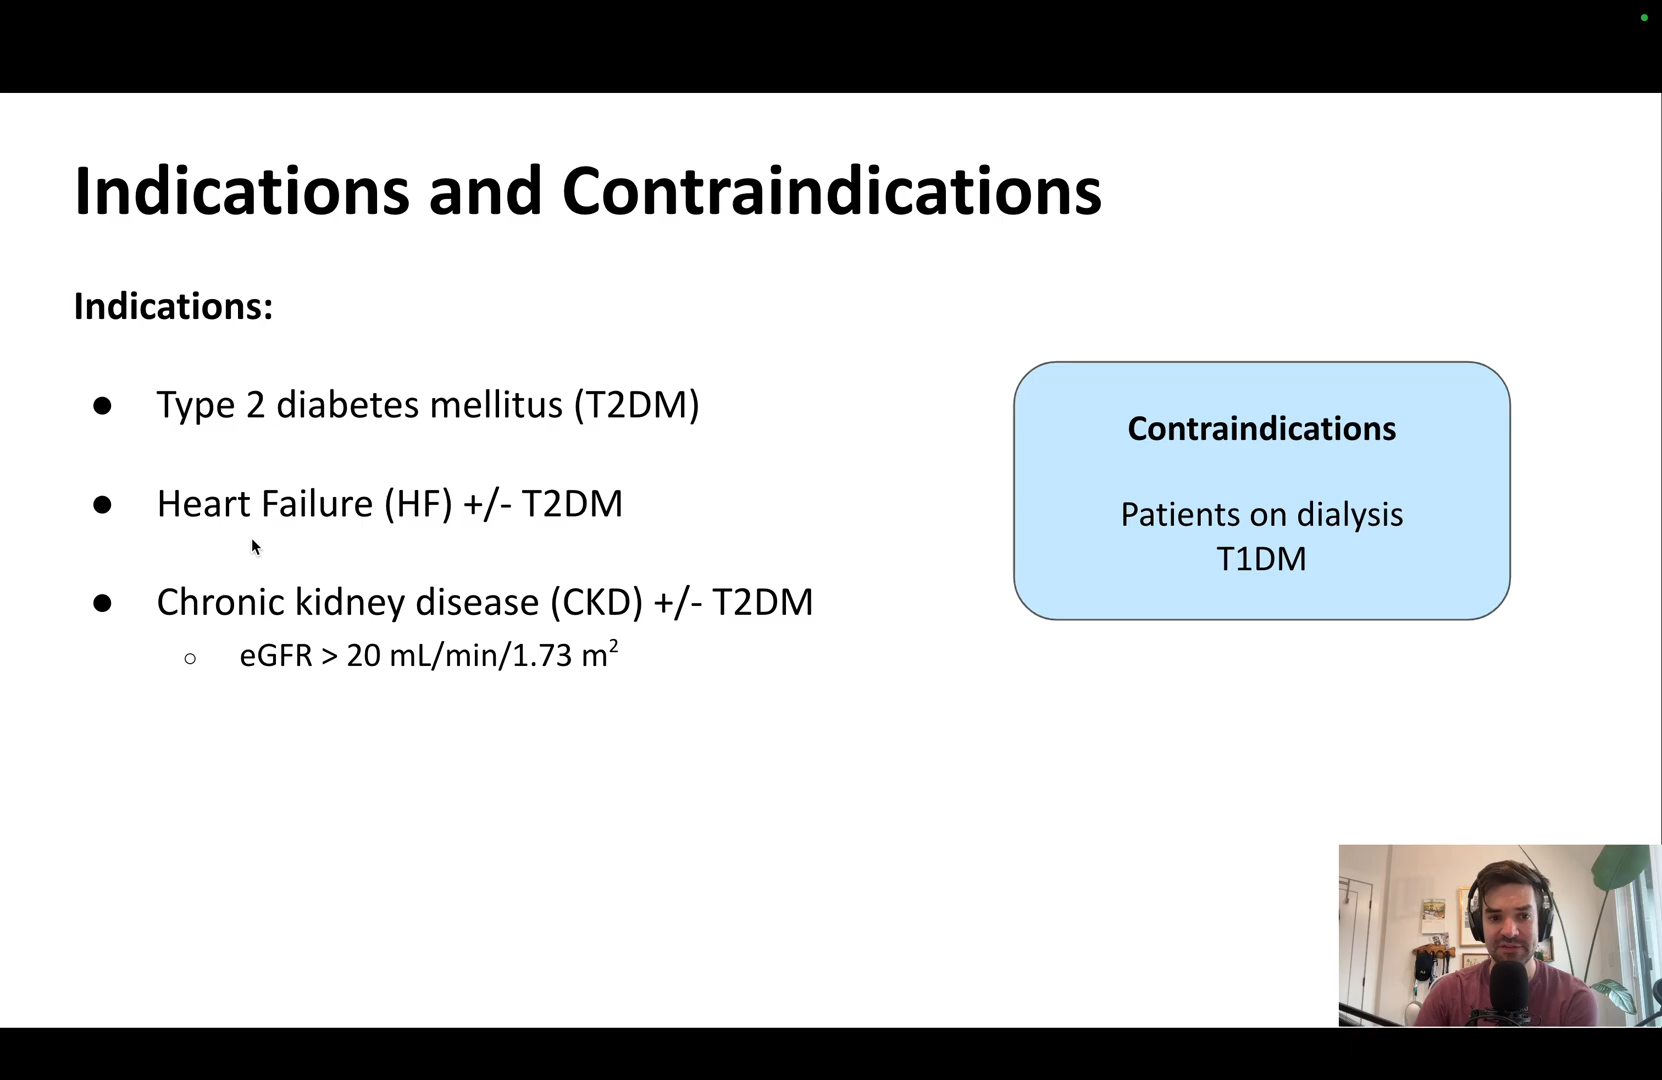 Indications and Contraindications
Indications:
● Type 2 diabetes mellitus (T2DM)
● Heart Failure (HF) +/- T2DM
● Chronic kidney disease (CKD) +/- T2DM
○ eGFR > 20 mL/min/1.73 m²
Contraindications
Patients on dialysis
T1DM